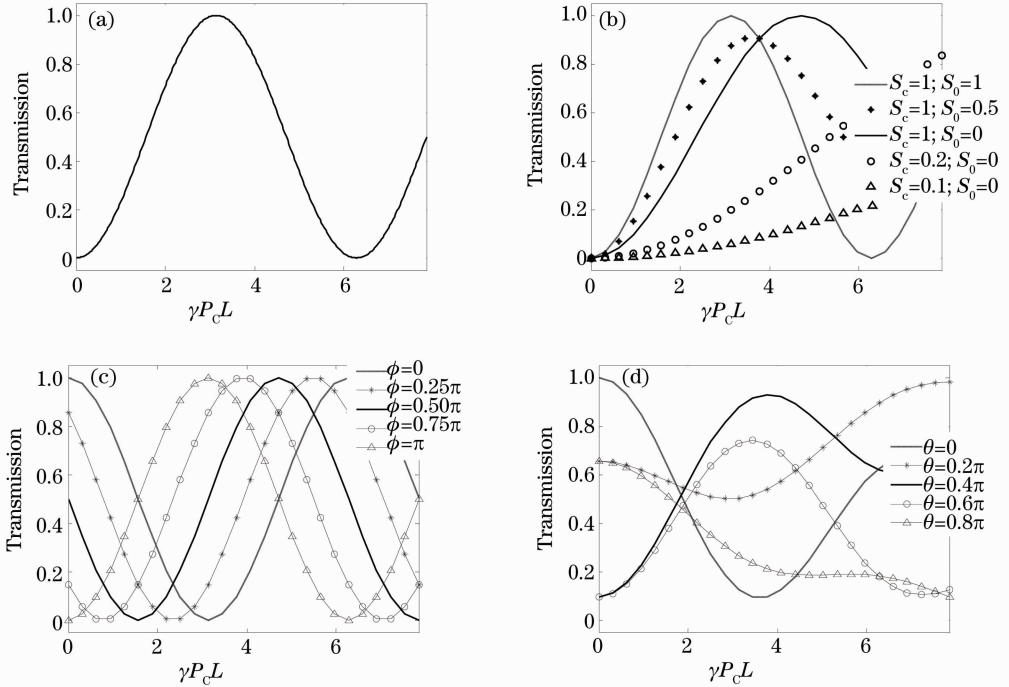 (a)
1.0
0.8
0.6
0.4
0.2
0
Transmission
0 2 4 6
γP_C L
(b)
1.0
0.8
0.6
0.4
0.2
0
Transmission
0 2 4 6
γP_C L
S_c=1; S_0=1
S_c=1; S_0=0.5
S_c=1; S_0=0
S_c=0.2; S_0=0
S_c=0.1; S_0=0
(c)
1.0
0.8
0.6
0.4
0.2
0
Transmission
0 2 4 6
γP_C L
ϕ=0
ϕ=0.25π
ϕ=0.50π
ϕ=0.75π
ϕ=π
(d)
1.0
0.8
0.6
0.4
0.2
0
Transmission
0 2 4 6
γP_C L
θ=0
θ=0.2π
θ=0.4π
θ=0.6π
θ=0.8π